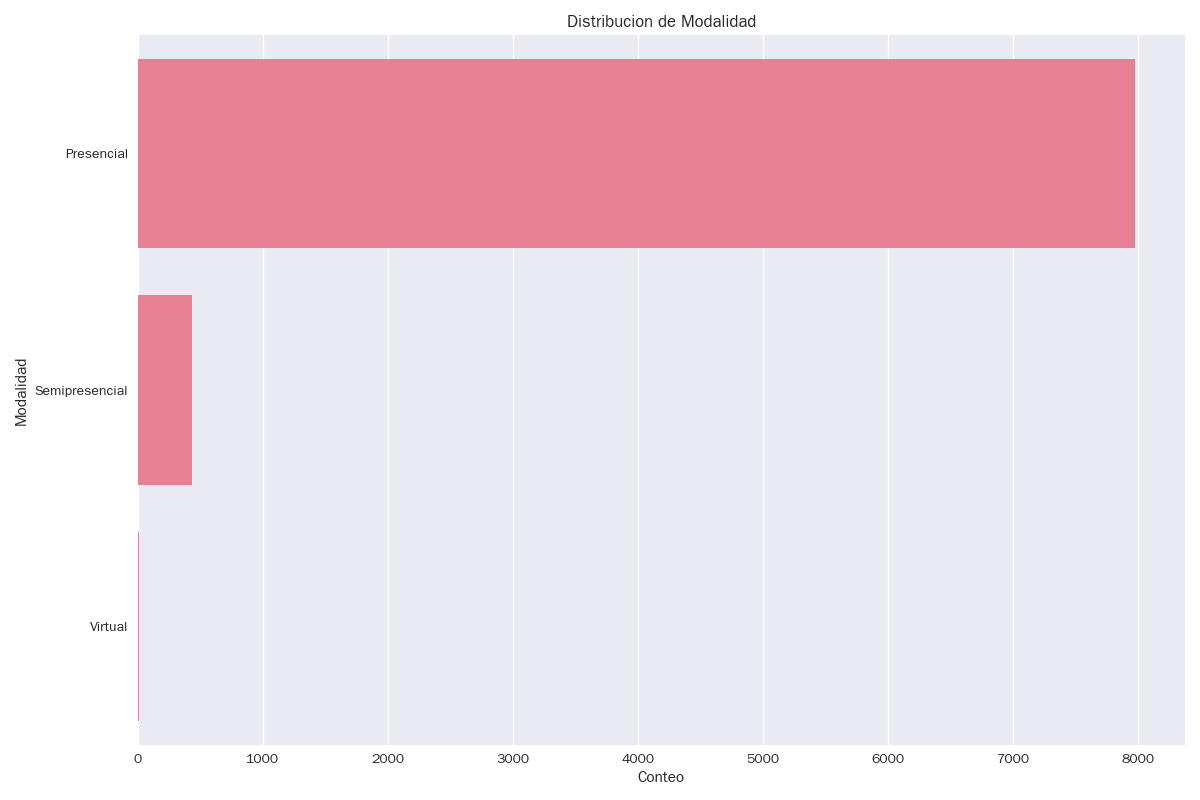 Distribucion de Modalidad
Modalidad
Presencial
Semipresencial
Virtual
0 1000 2000 3000 4000 5000 6000 7000 8000
Conteo